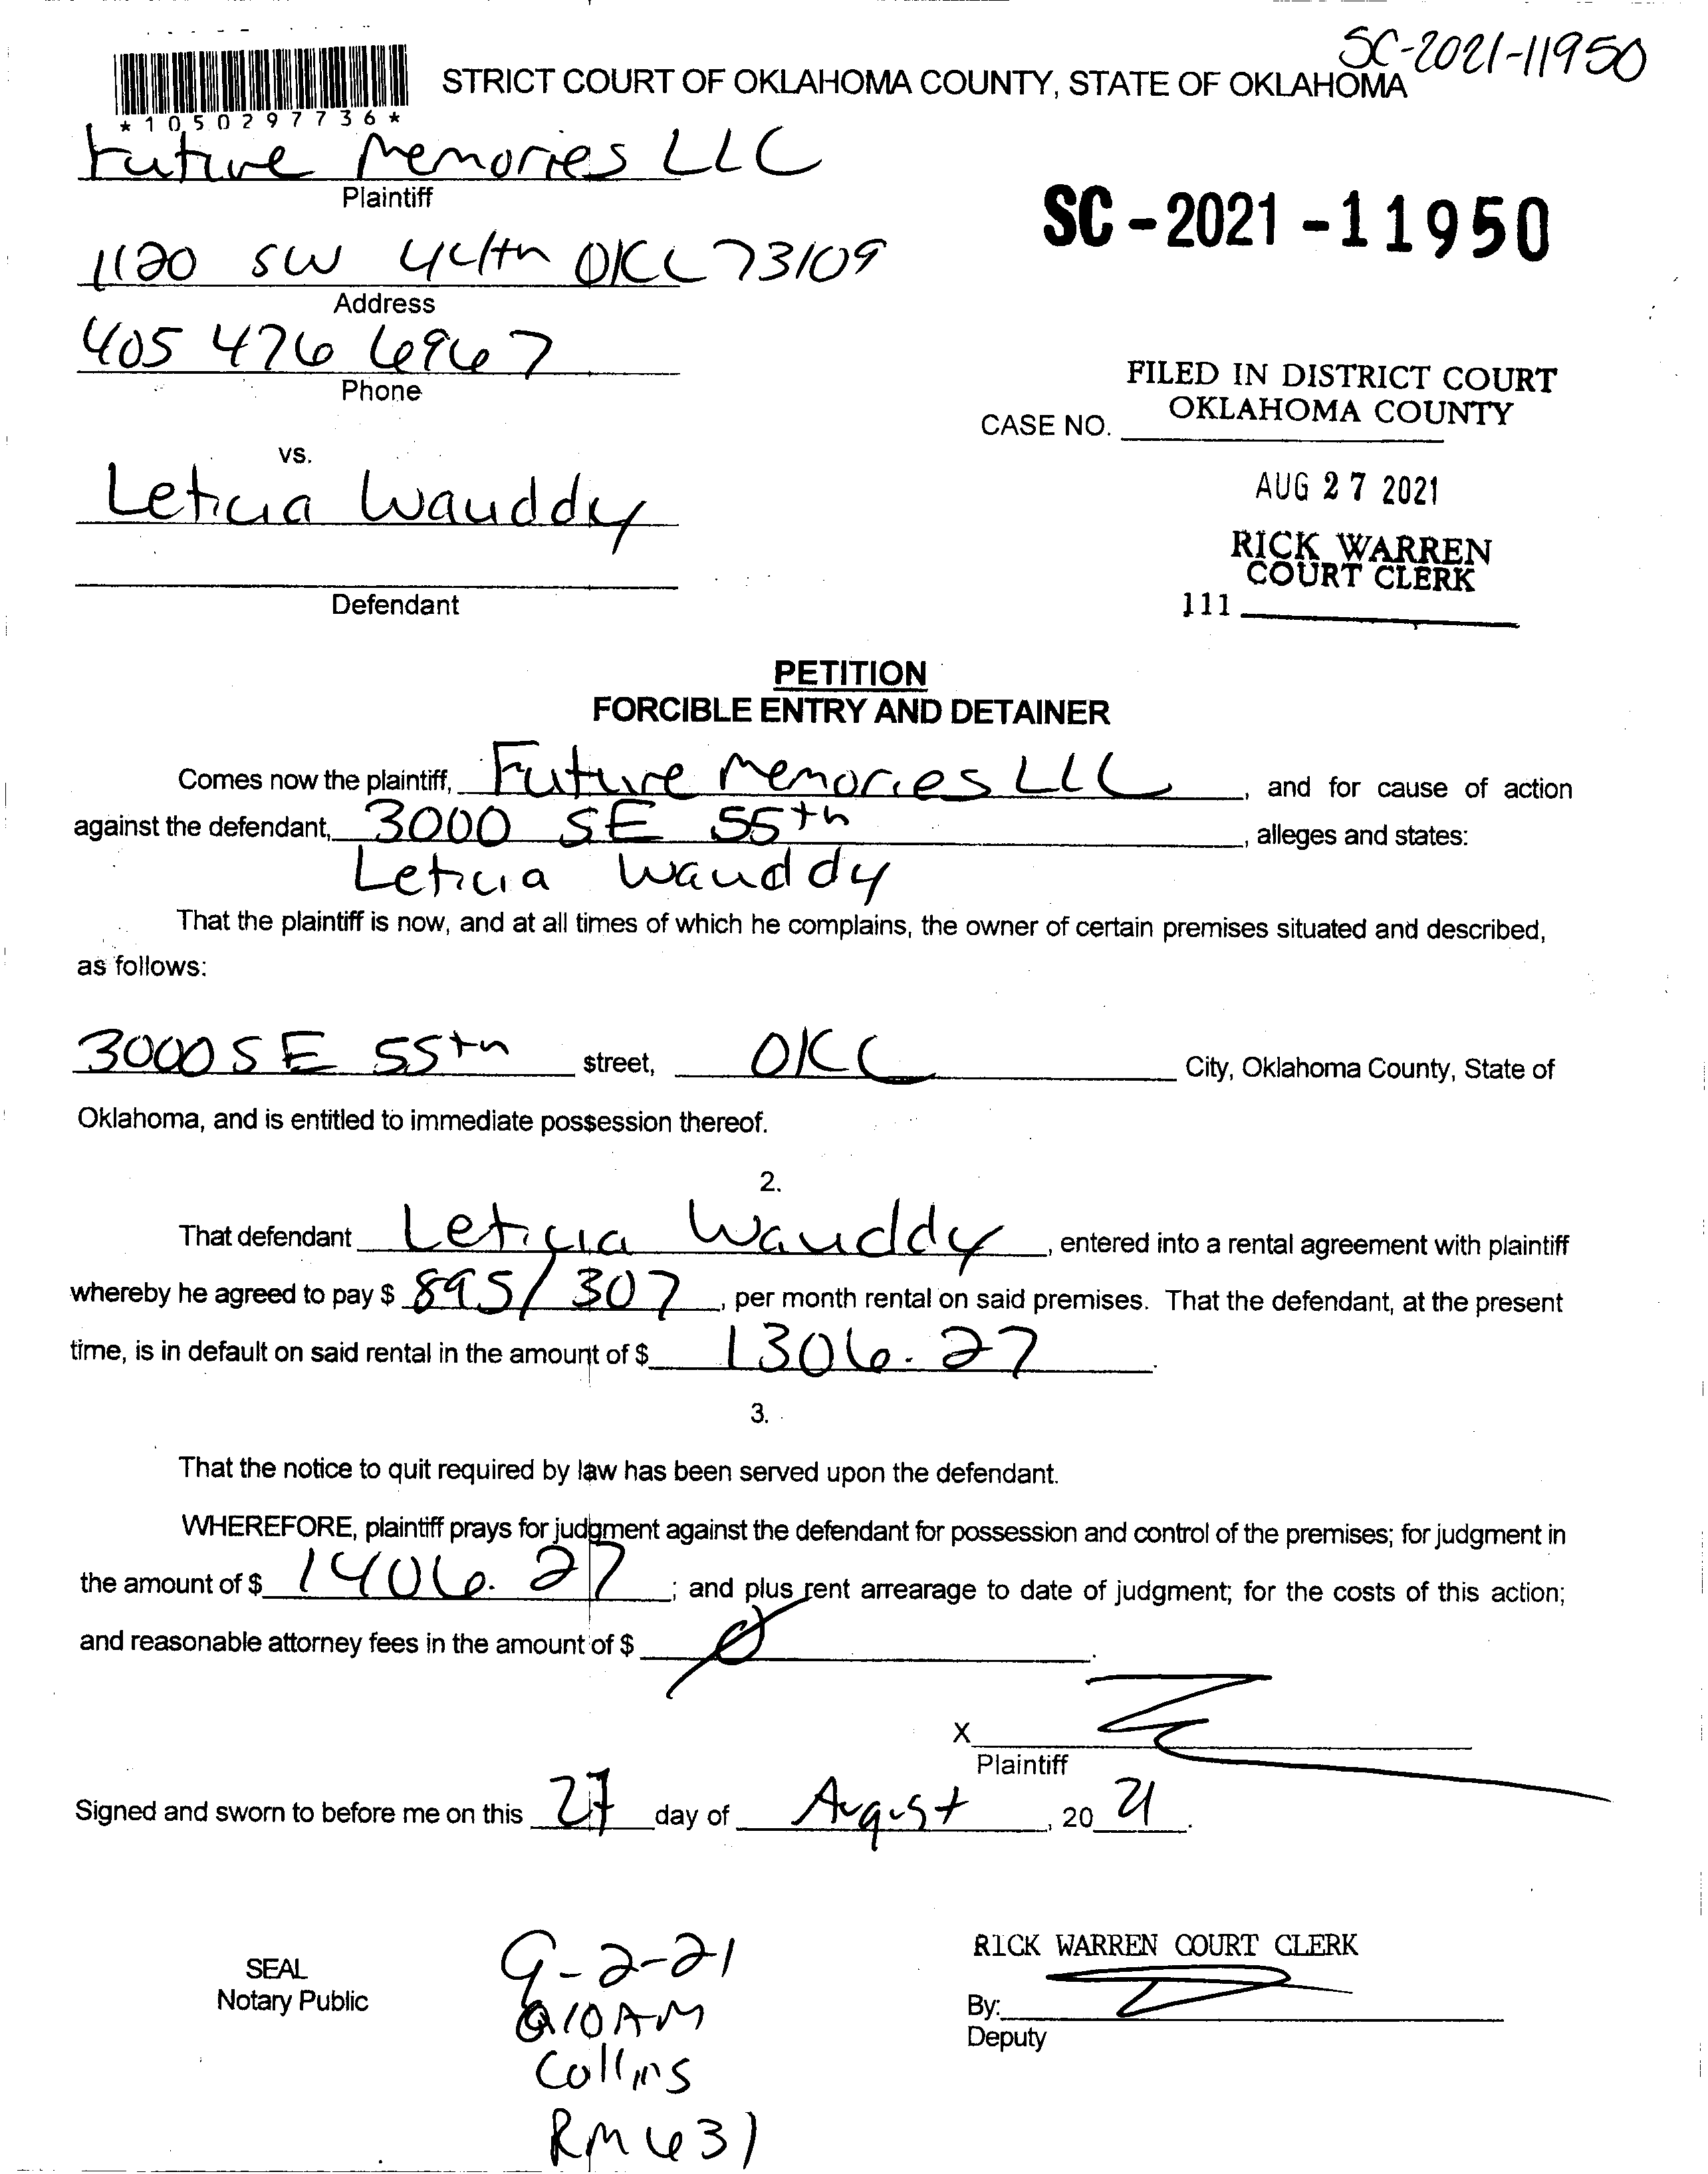 SC-2021-11950
STRICT COURT OF OKLAHOMA COUNTY, STATE OF OKLAHOMA
*1050297736*
Future Memories LLC
Plaintiff
SC-2021-11950
1120 SW 44th OKC 73109
Address
405 476 6967
Phone
FILED IN DISTRICT COURT
OKLAHOMA COUNTY
CASE NO.
vs.
Leticia Wauddy
AUG 27 2021
RICK WARREN
COURT CLERK
111
Defendant
PETITION
FORCIBLE ENTRY AND DETAINER
Comes now the plaintiff, Future Memories LLC, and for cause of action
against the defendant, 3000 SE 55th, alleges and states:
Leticia Wauddy
That the plaintiff is now, and at all times of which he complains, the owner of certain premises situated and described,
as follows:
3000 SE 55th street, OKC City, Oklahoma County, State of
Oklahoma, and is entitled to immediate possession thereof.
2.
That defendant Leticia Wauddy, entered into a rental agreement with plaintiff
whereby he agreed to pay $ 895/307, per month rental on said premises. That the defendant, at the present
time, is in default on said rental in the amount of $ 1306.27.
3.
That the notice to quit required by law has been served upon the defendant.
WHEREFORE, plaintiff prays for judgment against the defendant for possession and control of the premises; for judgment in
the amount of $ 1406.27; and plus rent arrearage to date of judgment; for the costs of this action;
and reasonable attorney fees in the amount of $ Ø.
X
Plaintiff
Signed and sworn to before me on this 27 day of August, 20 21.
SEAL
Notary Public
9-2-21
@10AM
Collins
RM 631
RICK WARREN COURT CLERK
By:
Deputy